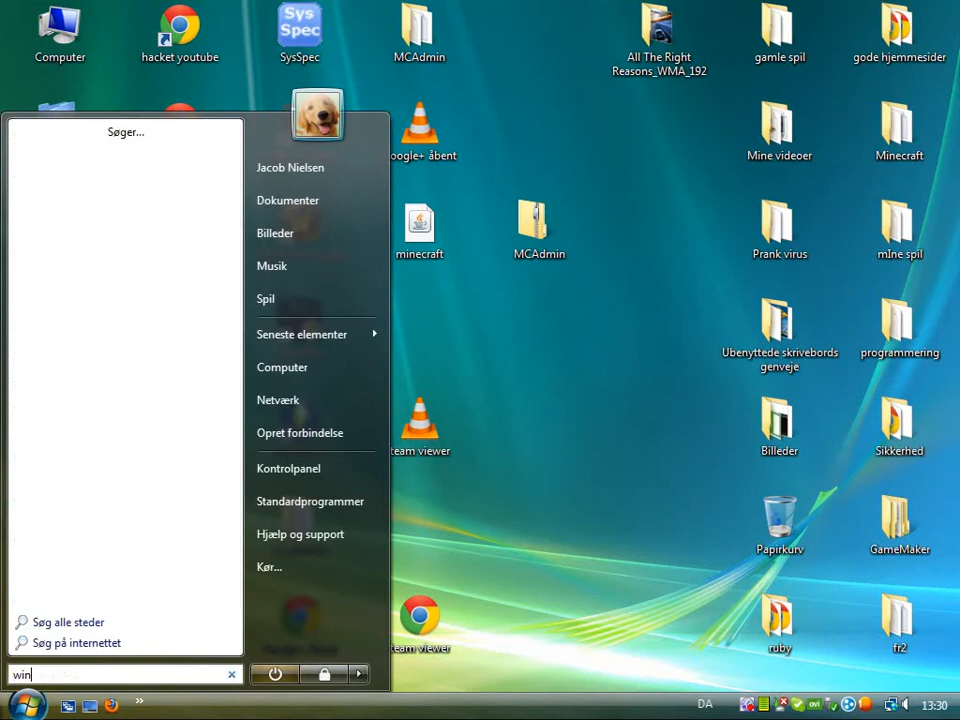 Computer
hacket youtube
Sys
Spec
SysSpec
MCAdmin
All The Right
Reasons_WMA_192
gamle spil
gode hjemmesider
Søger...
Jacob Nielsen
Dokumenter
Billeder
Musik
Spil
Seneste elementer
Computer
Netværk
Opret forbindelse
Kontrolpanel
Standardprogrammer
Hjælp og support
Kør...
Søg alle steder
Søg på internettet
win
oogle+ åbent
Mine videoer
Minecraft
minecraft
MCAdmin
Prank virus
mIne spil
Ubenyttede skrivebords
genveje
programmering
team viewer
Billeder
Sikkerhed
Papirkurv
GameMaker
team viewer
ruby
fr2
DA
ovi
13:30